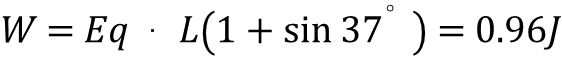 W = Eq · L(1 + sin 37°) = 0.96J